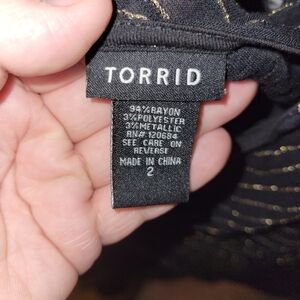 TORRID
94%RAYON
3%POLYESTER
3%METALLIC
RN#120684
SEE CARE ON
REVERSE
MADE IN CHINA
2